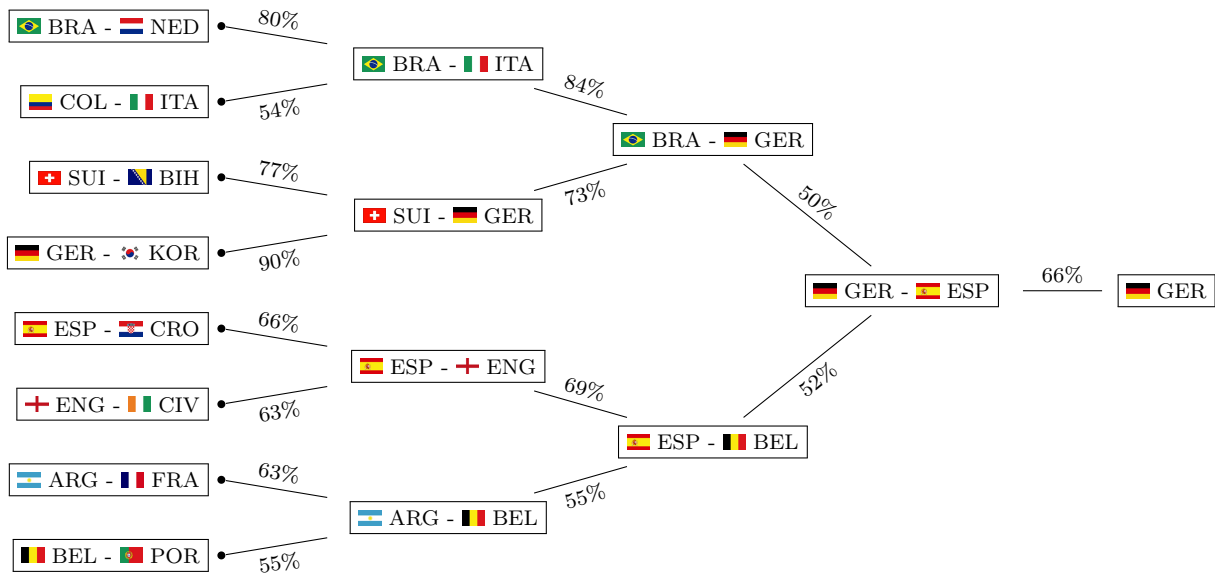 BRA - NED
80%
BRA - ITA
COL - ITA
54%
84%
BRA - GER
SUI - BIH
77%
SUI - GER
73%
GER - KOR
90%
50%
GER - ESP
66%
GER
ESP - CRO
66%
ESP - ENG
ENG - CIV
63%
69%
ESP - BEL
52%
ARG - FRA
63%
ARG - BEL
55%
BEL - POR
55%